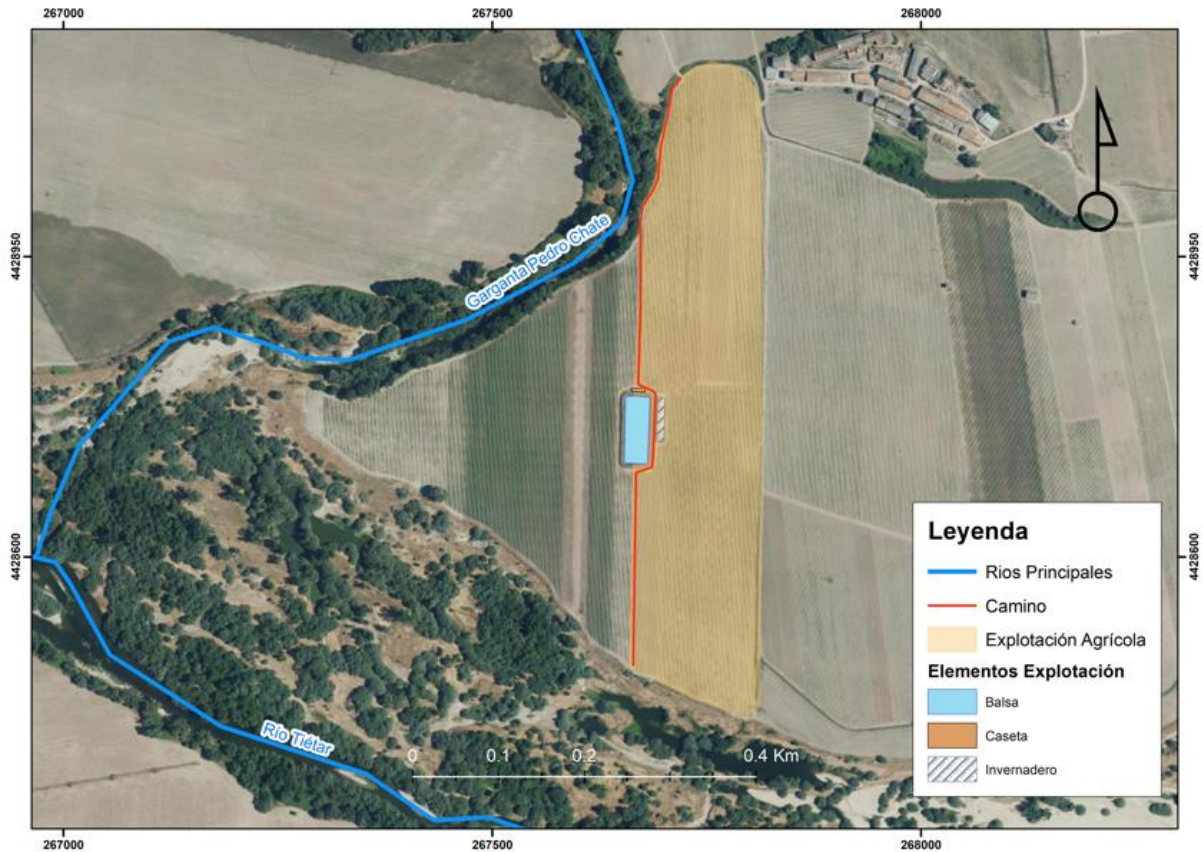 267000 267500 268000
4428950 4428950
Garganta Pedro Chate
4428600 4428600
Leyenda
Rios Principales
Camino
Explotación Agrícola
Elementos Explotación
Balsa
Caseta
Invernadero
Río Tiétar
0 0.1 0.2 0.4 Km
267000 267500 268000